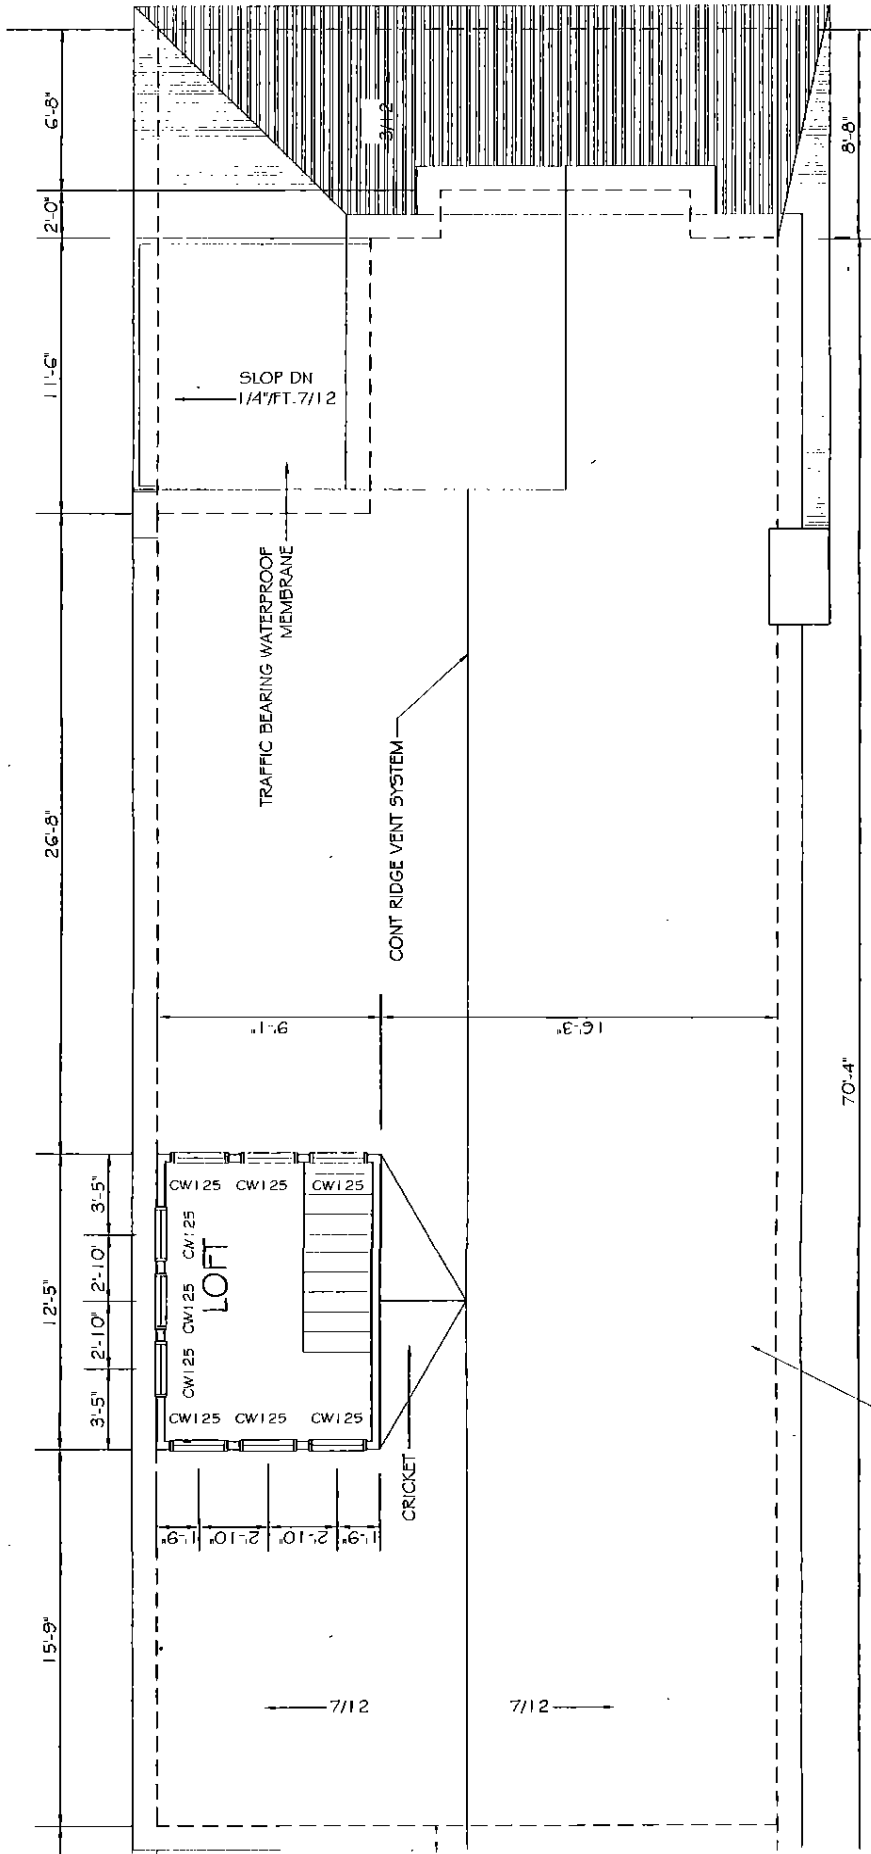 6'-8"
2'-0"
11'-6"
26'-8"
12'-5"
15'-9"
3'-5"
2'-10"
2'-10"
3'-5"
3/12
8'-8"
70'-4"
SLOP DN
1/4"/FT.7/12
TRAFFIC BEARING WATERPROOF
MEMBRANE
CONT RIDGE VENT SYSTEM
9'-1"
16'-3"
CW125 CW125 CW125
CW125
CW125
CW125
LOFT
CW125 CW125 CW125
CRICKET
1'-9"
2'-10"
2'-10"
1'-9"
7/12
7/12